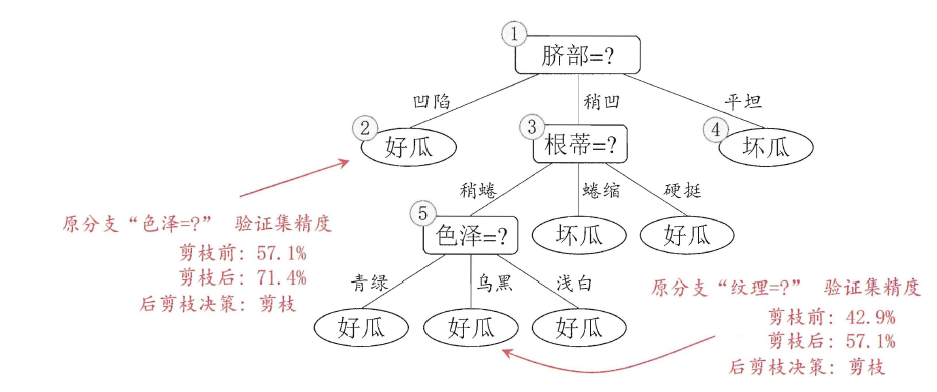 1
脐部=?
凹陷
稍凹
平坦
2
好瓜
3
根蒂=?
4
坏瓜
稍蜷
蜷缩
硬挺
5
色泽=?
坏瓜
好瓜
青绿
乌黑
浅白
好瓜
好瓜
好瓜
原分支“色泽=?” 验证集精度
剪枝前: 57.1%
剪枝后: 71.4%
后剪枝决策: 剪枝
原分支“纹理=?” 验证集精度
剪枝前: 42.9%
剪枝后: 57.1%
后剪枝决策: 剪枝